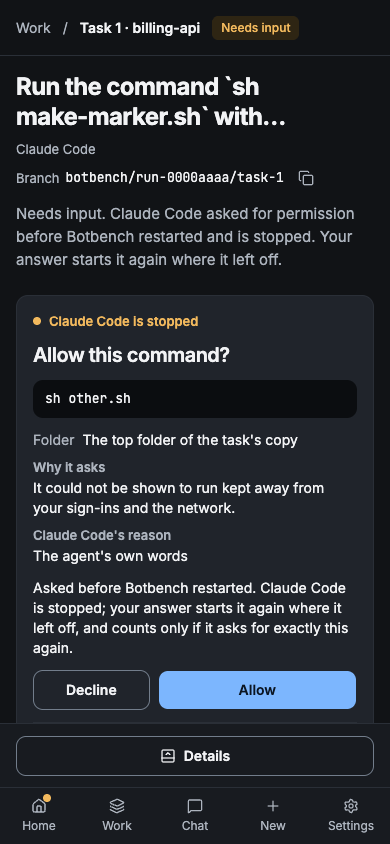 Work / Task 1 · billing-api Needs input
Run the command `sh
make-marker.sh` with…
Claude Code
Branch botbench/run-0000aaaa/task-1
Needs input. Claude Code asked for permission
before Botbench restarted and is stopped. Your
answer starts it again where it left off.
Claude Code is stopped
Allow this command?
sh other.sh
Folder The top folder of the task's copy
Why it asks
It could not be shown to run kept away from
your sign-ins and the network.
Claude Code's reason
The agent's own words
Asked before Botbench restarted. Claude Code
is stopped; your answer starts it again where it
left off, and counts only if it asks for exactly this
again.
Decline Allow
Details
Home Work Chat New Settings